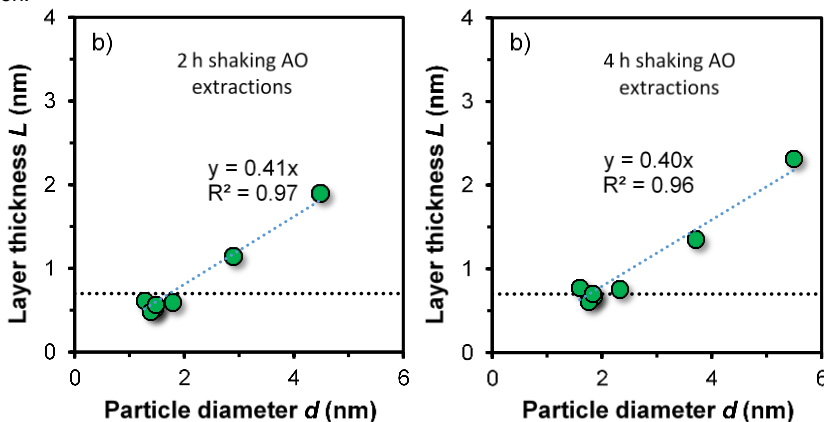 b)
2 h shaking AO
extractions
y = 0.41x
R² = 0.97
Layer thickness L (nm)
4
3
2
1
0
0
2
4
6
Particle diameter d (nm)
b)
4 h shaking AO
extractions
y = 0.40x
R² = 0.96
Layer thickness L (nm)
4
3
2
1
0
0
2
4
6
Particle diameter d (nm)